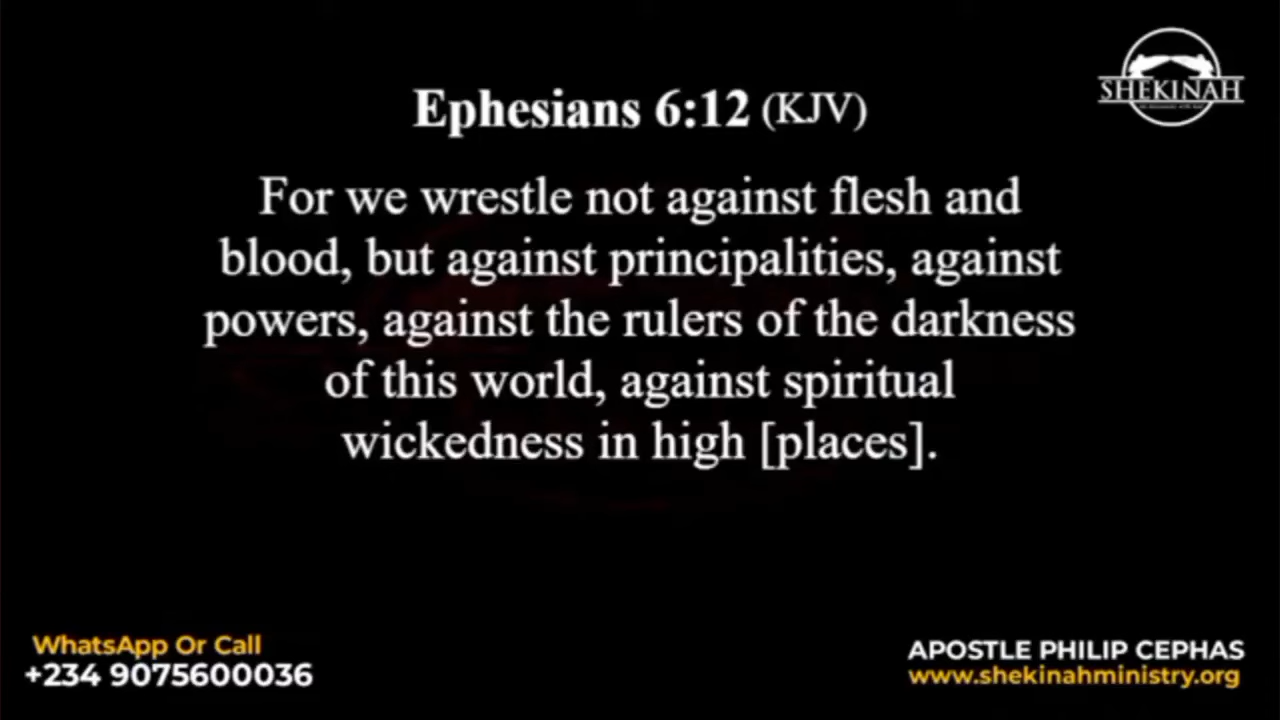 SHEKINAH
Ephesians 6:12 (KJV)
For we wrestle not against flesh and
blood, but against principalities, against
powers, against the rulers of the darkness
of this world, against spiritual
wickedness in high [places].
WhatsApp Or Call
+234 9075600036
APOSTLE PHILIP CEPHAS
www.shekinahministry.org